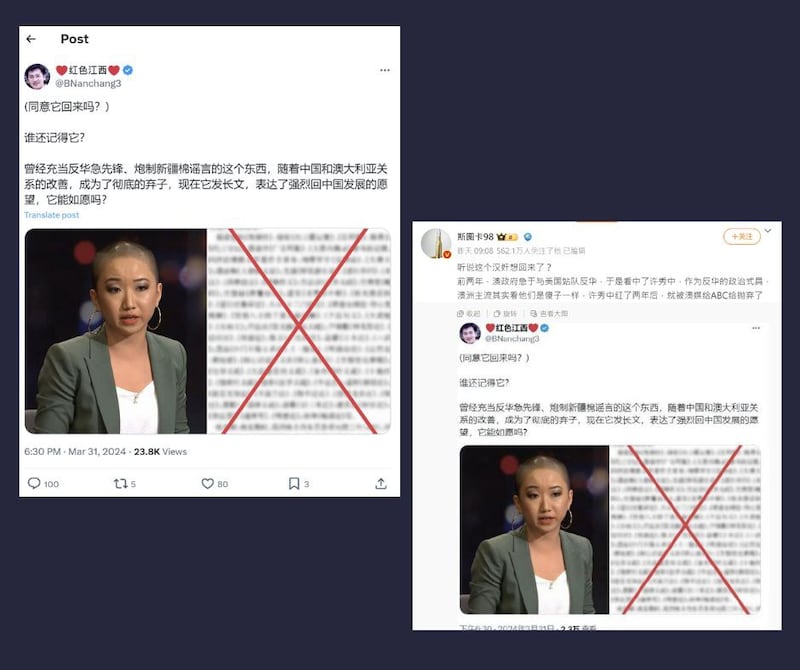 Post
❤️红色江西❤️
@BNanchang3
(同意它回来吗？)
谁还记得它?
曾经充当反华急先锋、炮制新疆棉谣言的这个东西，随着中国和澳大利亚关
系的改善，成为了彻底的弃子，现在它发长文，表达了强烈回中国发展的愿
望，它能如愿吗?
Translate post
6:30 PM · Mar 31, 2024 · 23.8K Views
100
5
80
3
斯图卡98
+关注
昨天 09:08 562.1万人关注了他 已编辑
听说这个汉奸想回来了？
前两年，澳政府急于与美国站队反华，于是看中了许秀中，作为反华的政治式具，
澳洲主流其实看他们是傻子一样，许秀中红了两年后，就被澳媒给ABC给抛弃了
收起
查看大图
❤️红色江西❤️
@BNanchang3
(同意它回来吗？)
谁还记得它?
曾经充当反华急先锋、炮制新疆棉谣言的这个东西，随着中国和澳大利亚关
系的改善，成为了彻底的弃子，现在它发长文，表达了强烈回中国发展的愿
望，它能如愿吗?
下午6:30 · 2024年3月31日 · 2.3万 查看